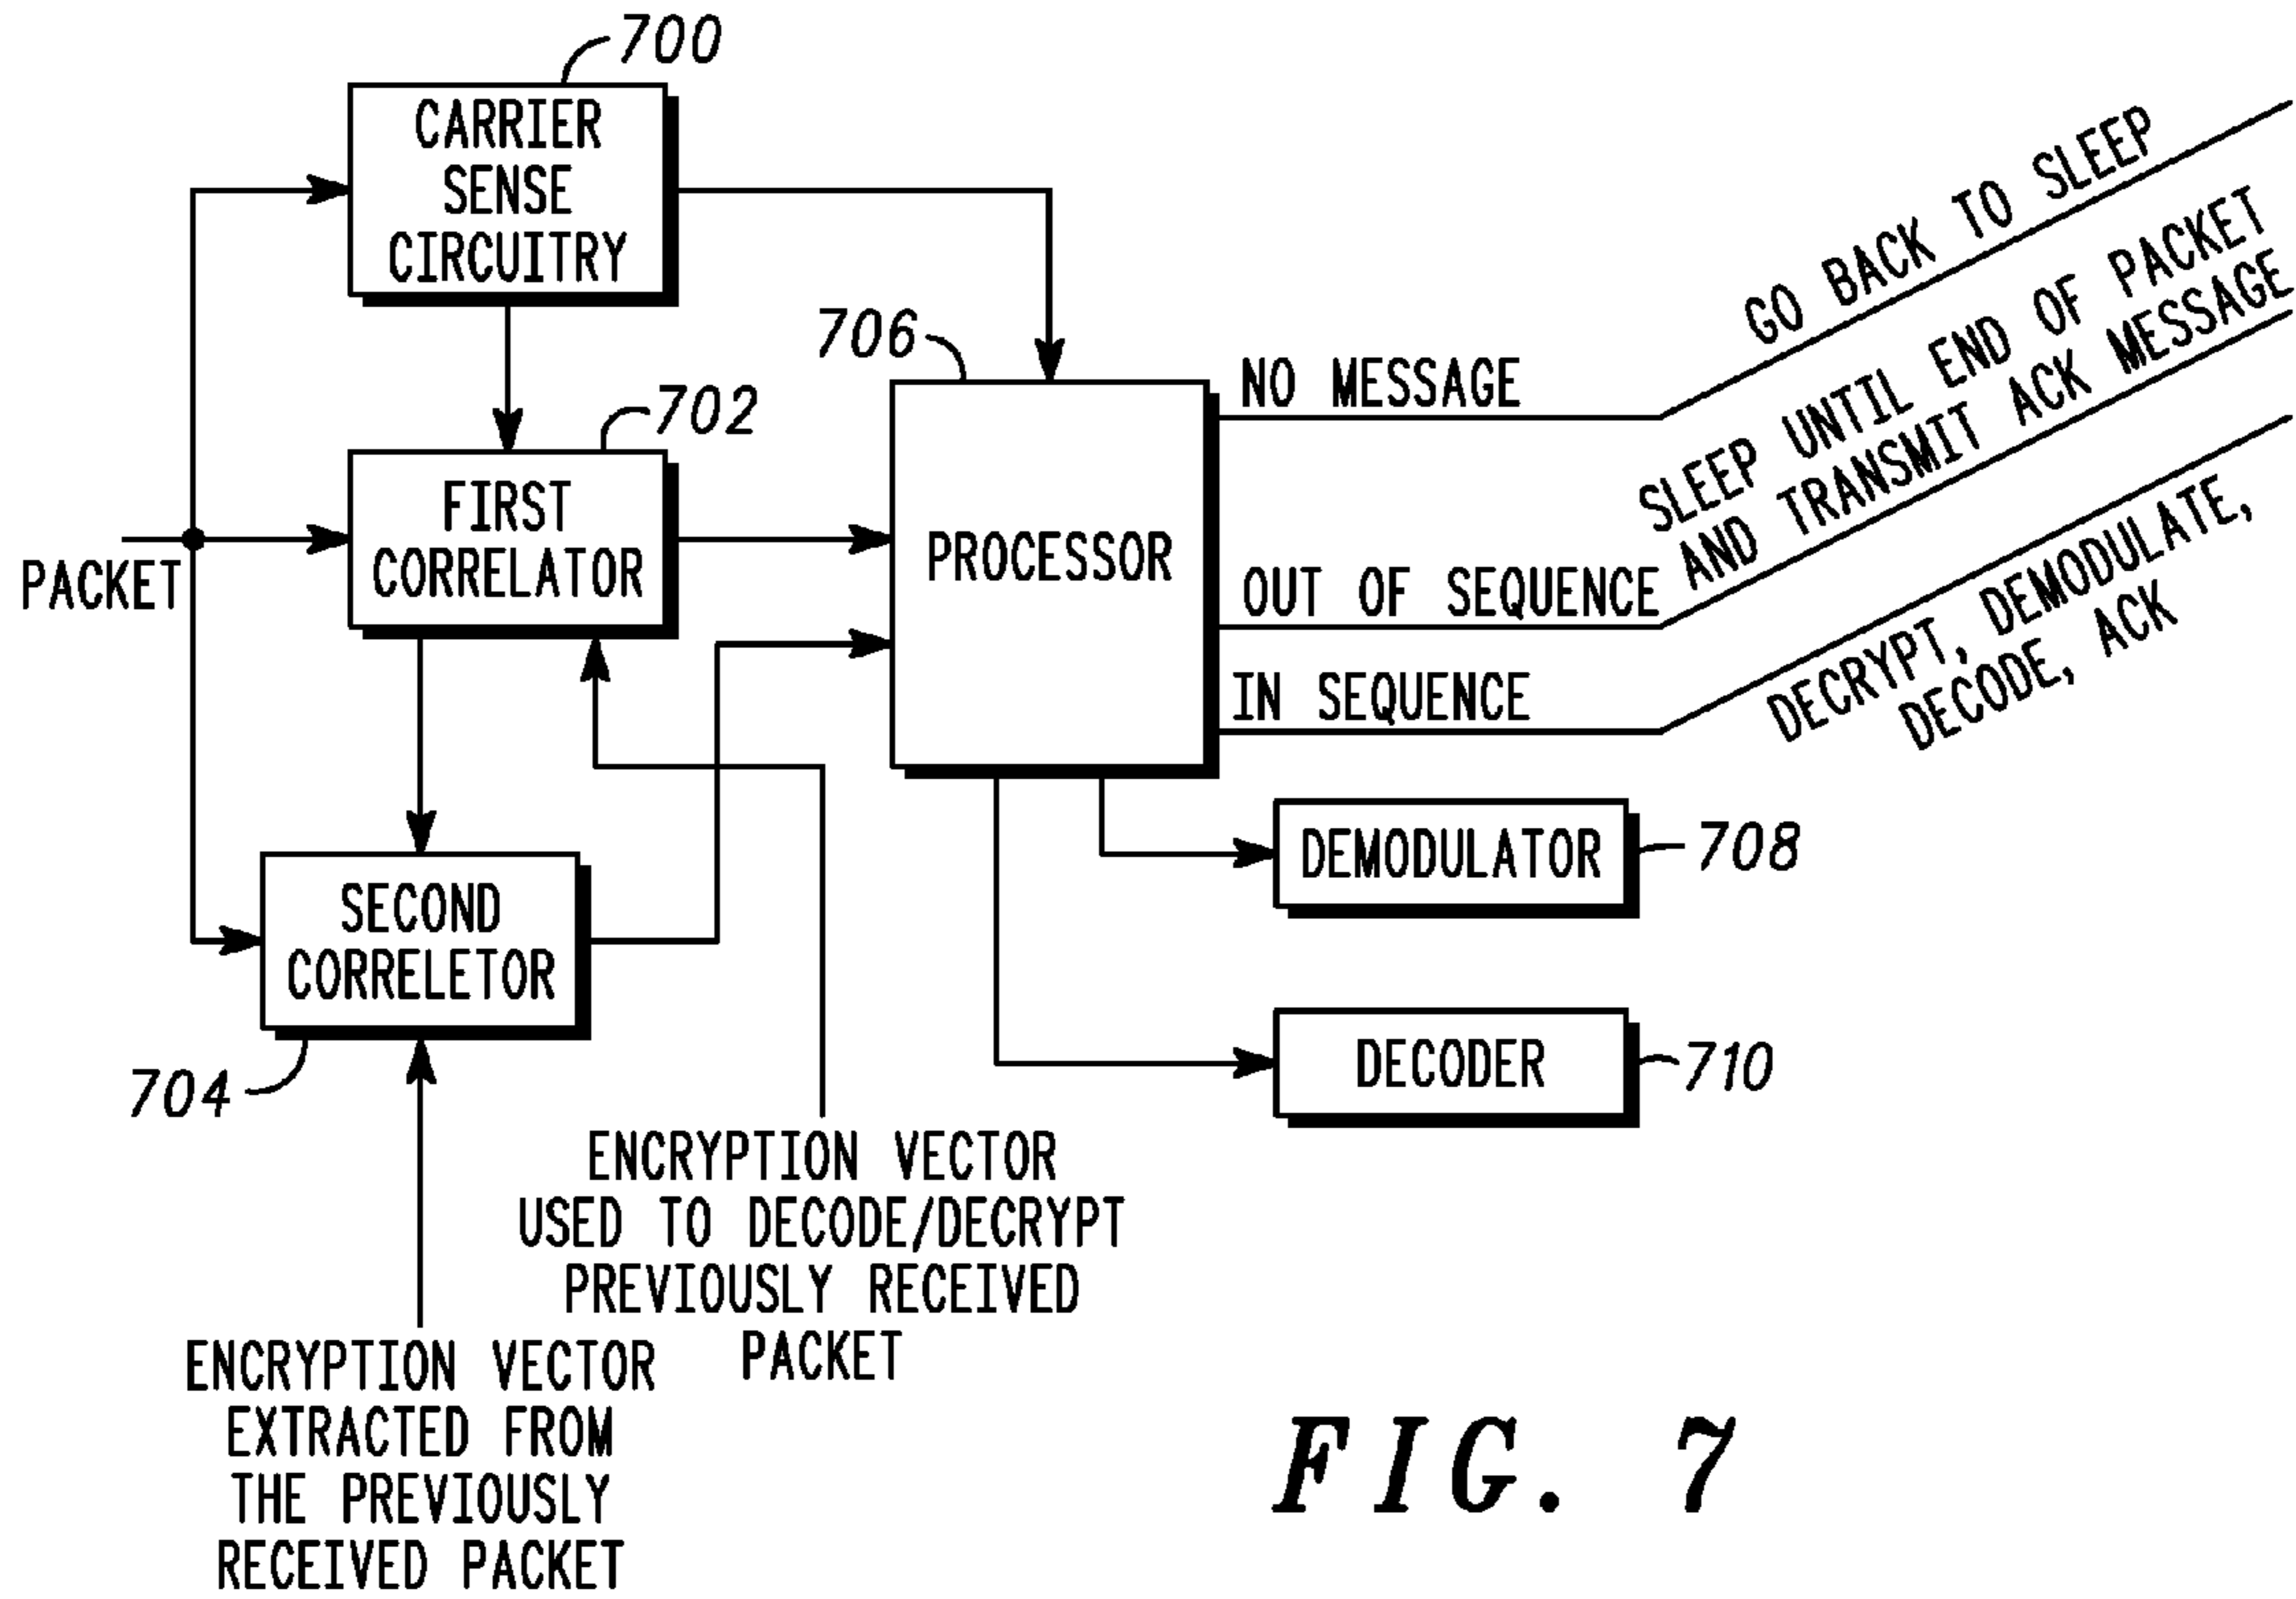 700
CARRIER
SENSE
CIRCUITRY
GO BACK TO SLEEP
706
702
NO MESSAGE
SLEEP UNTIL END OF PACKET
AND TRANSMIT ACK MESSAGE
FIRST
CORRELATOR
PROCESSOR
PACKET
OUT OF SEQUENCE
IN SEQUENCE
DECRYPT, DEMODULATE,
DECODE, ACK
DEMODULATOR
708
SECOND
CORRELETOR
704
DECODER
710
ENCRYPTION VECTOR
USED TO DECODE/DECRYPT
PREVIOUSLY RECEIVED
PACKET
ENCRYPTION VECTOR
EXTRACTED FROM
THE PREVIOUSLY
RECEIVED PACKET
FIG. 7